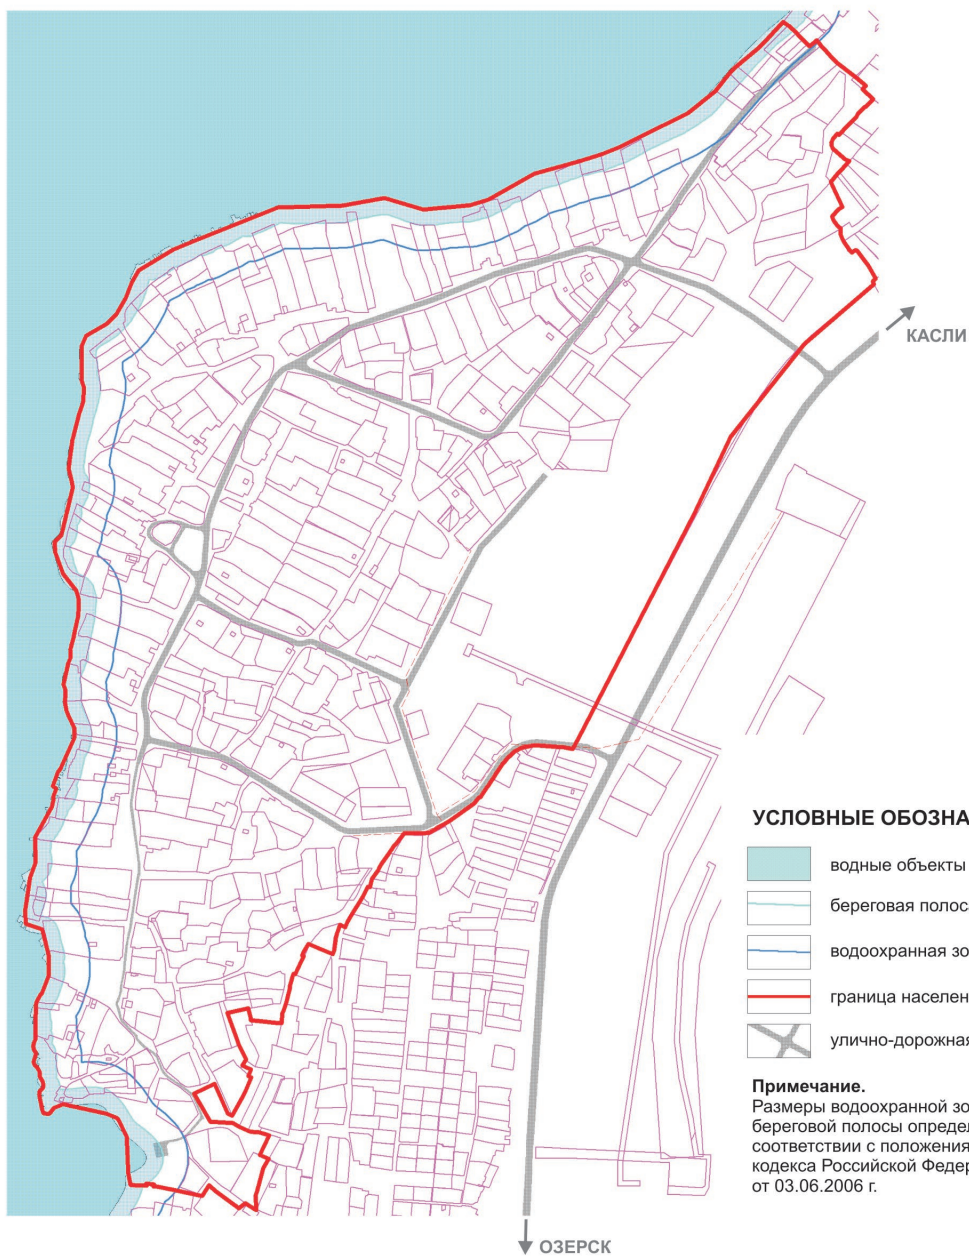 КАСЛИ
УСЛОВНЫЕ ОБОЗНА
водные объекты
береговая полоса
водоохранная зо
граница населен
улично-дорожная
Примечание.
Размеры водоохранной зо
береговой полосы определ
соответствии с положения
кодекса Российской Федер
от 03.06.2006 г.
ОЗЕРСК